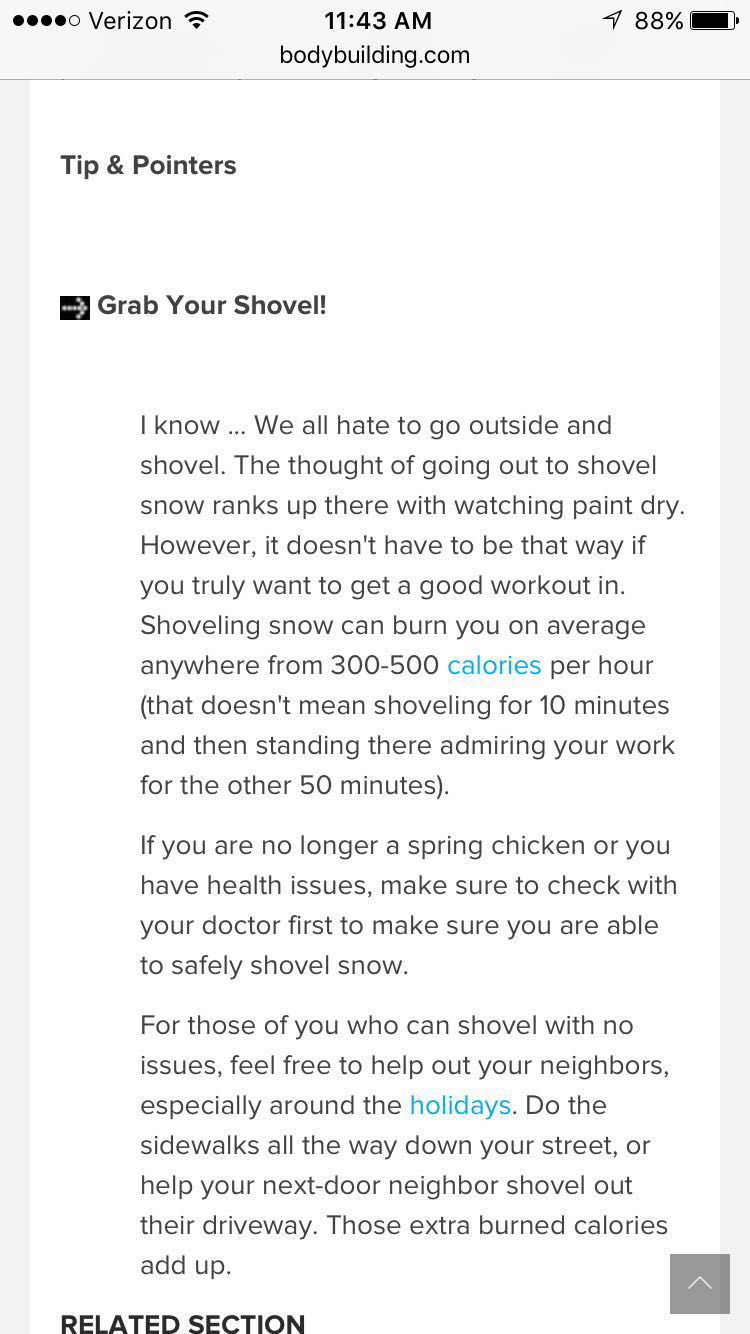 Verizon 11:43 AM 88%
bodybuilding.com
Tip & Pointers
Grab Your Shovel!
I know ... We all hate to go outside and
shovel. The thought of going out to shovel
snow ranks up there with watching paint dry.
However, it doesn't have to be that way if
you truly want to get a good workout in.
Shoveling snow can burn you on average
anywhere from 300-500 calories per hour
(that doesn't mean shoveling for 10 minutes
and then standing there admiring your work
for the other 50 minutes).
If you are no longer a spring chicken or you
have health issues, make sure to check with
your doctor first to make sure you are able
to safely shovel snow.
For those of you who can shovel with no
issues, feel free to help out your neighbors,
especially around the holidays. Do the
sidewalks all the way down your street, or
help your next-door neighbor shovel out
their driveway. Those extra burned calories
add up.
RELATED SECTION